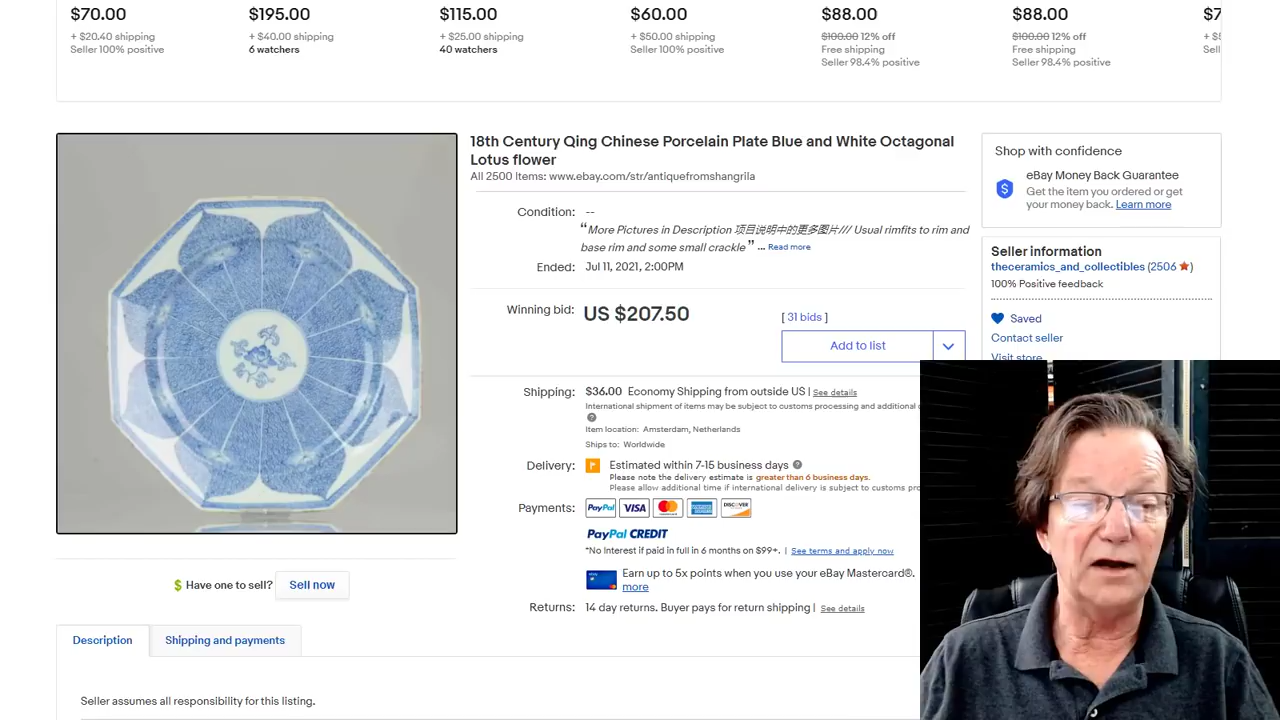 $70.00
+ $20.40 shipping
Seller 100% positive
$195.00
+ $40.00 shipping
6 watchers
$115.00
+ $25.00 shipping
40 watchers
$60.00
+ $50.00 shipping
Seller 100% positive
$88.00
$100.00 12% off
Free shipping
Seller 98.4% positive
$88.00
$100.00 12% off
Free shipping
Seller 98.4% positive
$7
+ $
Sell
18th Century Qing Chinese Porcelain Plate Blue and White Octagonal
Lotus flower
All 2500 Items: www.ebay.com/str/antiquefromshangrila
Condition: --
“More Pictures in Description 项目说明中的更多图片/// Usual rimfits to rim and
base rim and some small crackle ” ... Read more
Ended: Jul 11, 2021, 2:00PM
Winning bid: US $207.50 [ 31 bids ]
Add to list
Shipping: $36.00 Economy Shipping from outside US | See details
International shipment of items may be subject to customs processing and additional
Item location: Amsterdam, Netherlands
Ships to: Worldwide
Delivery: Estimated within 7-15 business days
Please note the delivery estimate is greater than 6 business days.
Please allow additional time if international delivery is subject to customs
Payments: PayPal VISA MasterCard AMERICAN EXPRESS DISCOVER
PayPal CREDIT
*No Interest if paid in full in 6 months on $99+. | See terms and apply now
Earn up to 5x points when you use your eBay Mastercard®.
more
Returns: 14 day returns. Buyer pays for return shipping | See details
Shop with confidence
eBay Money Back Guarantee
Get the item you ordered or get
your money back. Learn more
Seller information
theceramics_and_collectibles (2506 )
100% Positive feedback
Saved
Contact seller
Visit store
Have one to sell? Sell now
Description
Shipping and payments
Seller assumes all responsibility for this listing.